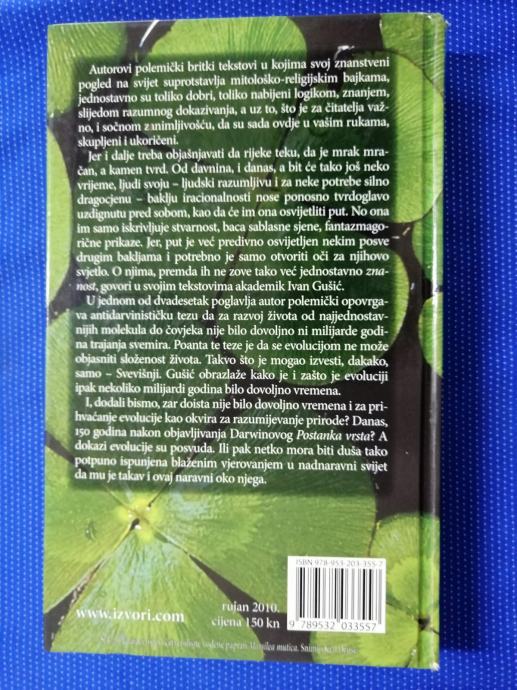 Autorovi polemički britki tekstovi u kojima svoj znanstveni
pogled na svijet suprotstavlja mitološko-religijskim bajkama,
jednostavno su toliko dobri, toliko nabijeni logikom, znanjem,
slijedom razumnog dokazivanja, a uz to, što je za čitatelja važ-
no, i sočnom zanimljivošću, da su sada ovdje u vašim rukama,
skupljeni i ukoričeni.
Jer i dalje treba objašnjavati da rijeke teku, da je mrak mra-
čan, a kamen tvrd. Od davnina, i danas, a bit će tako još neko
vrijeme, ljudi svoju – ljudski razumljivu i za neke potrebe silno
dragocjenu – baklju iracionalnosti nose ponosno tvrdoglavo
uzdignutu pred sobom, kao da će im ona osvijetliti put. No ona
im samo iskrivljuje stvarnost, baca sablasne sjene, fantazmago-
rične prikaze. Jer, put je već predivno osvijetljen nekim posve
drugim bakljama i potrebno je samo otvoriti oči za njihovo
svjetlo. O njima, premda ih ne zove tako već jednostavno zna-
nost, govori u svojim tekstovima akademik Ivan Gušić.
U jednom od dvadesetak poglavlja autor polemički opovrga-
va antidarvinističku tezu da za razvoj života od najjednostav-
nijih molekula do čovjeka nije bilo dovoljno ni milijarde godi-
na trajanja svemira. Poanta te teze je da se evolucijom ne može
objasniti složenost života. Takvo što je mogao izvesti, dakako,
samo – Svevišnji. Gušić obrazlaže kako je i zašto je evoluciji
ipak nekoliko milijardi godina bilo dovoljno vremena.
I, dodali bismo, zar doista nije bilo dovoljno vremena i za pri-
hvaćanje evolucije kao okvira za razumijevanje prirode? Danas,
150 godina nakon objavljivanja Darwinovog Postanka vrsta? A
dokazi evolucije su posvuda. Ili pak netko mora biti duša tako
potpuno ispunjena blaženim vjerovanjem u nadnaravni svijet
da mu je takav i ovaj naravni oko njega.
ISBN 978-953-203-355-7
www.izvori.com
rujan 2010.
cijena 150 kn
9 789532 033557
vodene paprati Marsilea mutica.